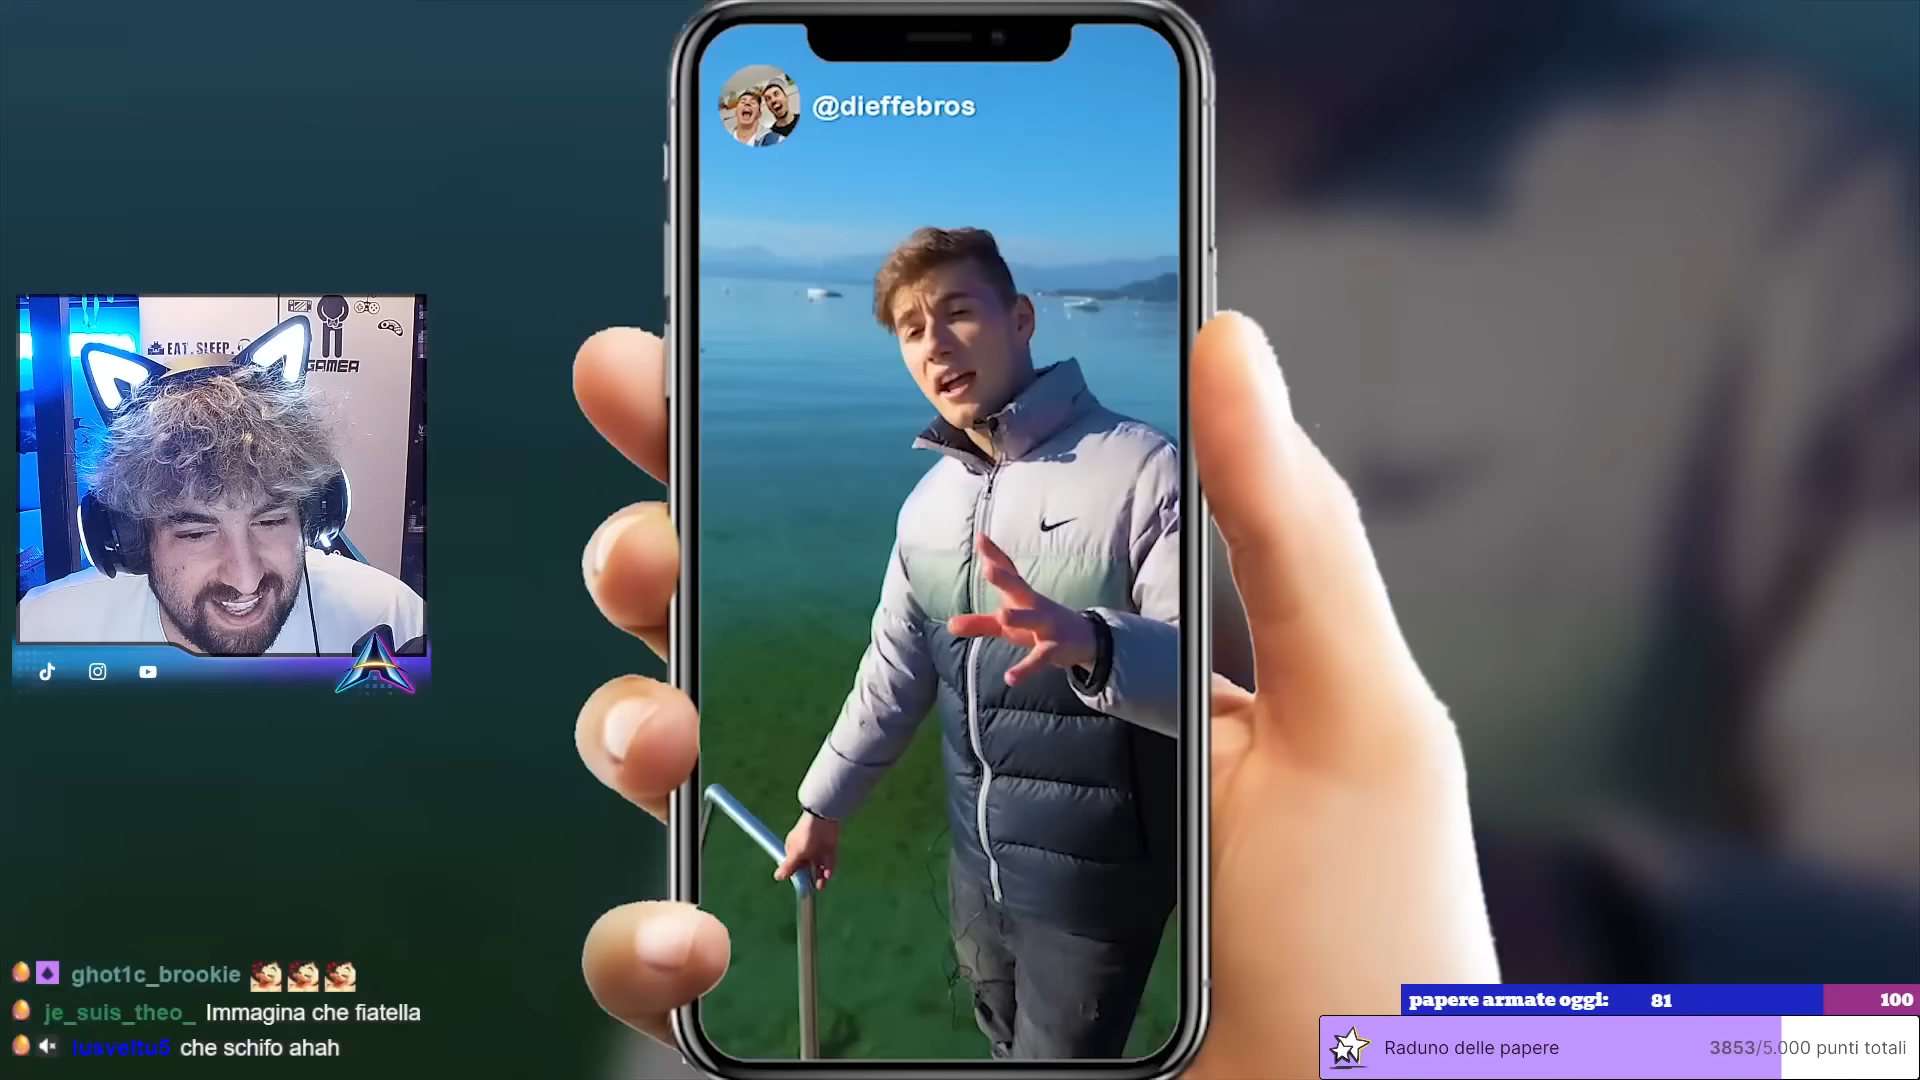 @dieffebros
EAT.SLEEP.
GAMER
ghot1c_brookie
je_suis_theo_ Immagina che fiatella
lusveltu5 che schifo ahah
papere armate oggi: 81 100
Raduno delle papere 3853/5.000 punti totali